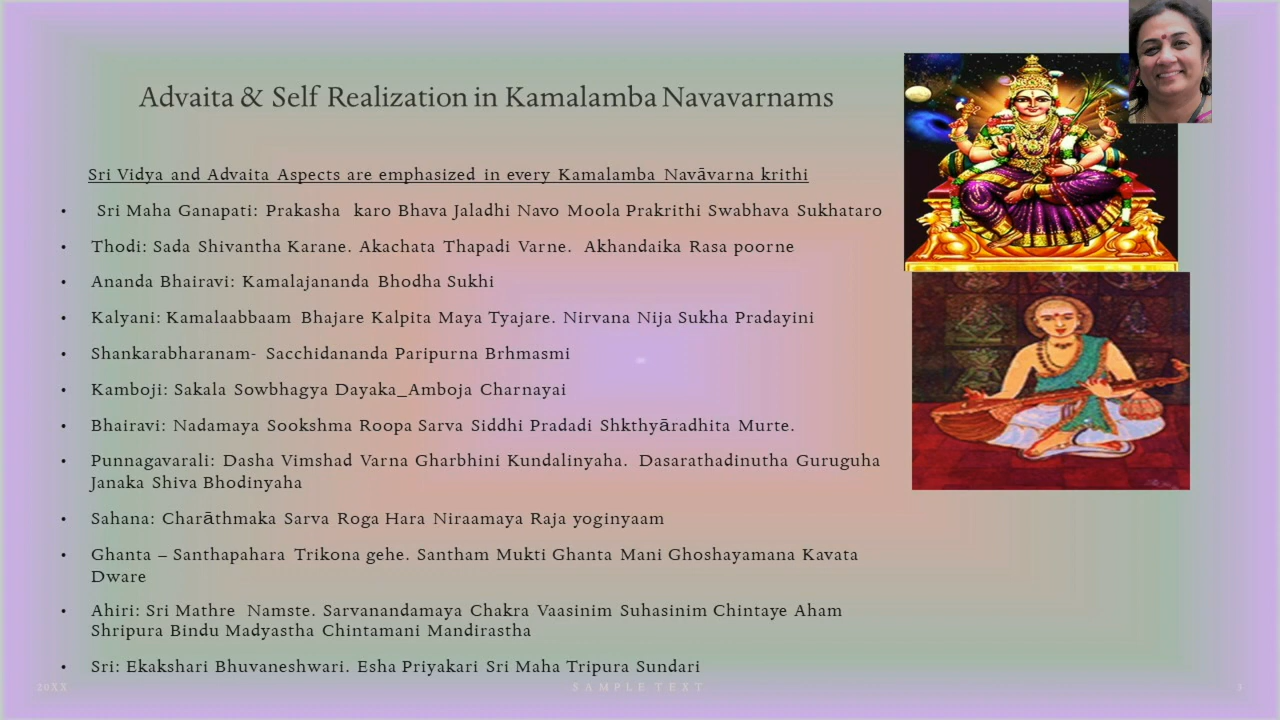 Advaita & Self Realization in Kamalamba Navavarnams
Sri Vidya and Advaita Aspects are emphasized in every Kamalamba Navāvarna krithi
• Sri Maha Ganapati: Prakasha karo Bhava Jaladhi Navo Moola Prakrithi Swabhava Sukhataro
• Thodi: Sada Shivantha Karane. Akachata Thapadi Varne. Akhandaika Rasa poorne
• Ananda Bhairavi: Kamalajananda Bhodha Sukhi
• Kalyani: Kamalaabbaam Bhajare Kalpita Maya Tyajare. Nirvana Nija Sukha Pradayini
• Shankarabharanam- Sacchidananda Paripurna Brhmasmi
• Kamboji: Sakala Sowbhagya Dayaka_Amboja Charnayai
• Bhairavi: Nadamaya Sookshma Roopa Sarva Siddhi Pradadi Shkthyāradhita Murte.
• Punnagavarali: Dasha Vimshad Varna Gharbhini Kundalinyaha. Dasarathadinutha Guruguha
Janaka Shiva Bhodinyaha
• Sahana: Charāthmaka Sarva Roga Hara Niraamaya Raja yoginyaam
• Ghanta – Santhapahara Trikona gehe. Santham Mukti Ghanta Mani Ghoshayamana Kavata
Dware
• Ahiri: Sri Mathre Namste. Sarvanandamaya Chakra Vaasinim Suhasinim Chintaye Aham
Shripura Bindu Madyastha Chintamani Mandirastha
• Sri: Ekakshari Bhuvaneshwari. Esha Priyakari Sri Maha Tripura Sundari
20XX
SAMPLE TEXT
3